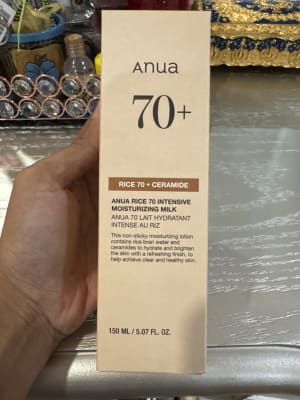 Anua
70+
RICE 70 + CERAMIDE
ANUA RICE 70 INTENSIVE
MOISTURIZING MILK
ANUA 70 LAIT HYDRATANT
INTENSE AU RIZ
This non-sticky moisturizing lotion
contains rice bran water and
ceramides to hydrate and brighten
the skin with a refreshing finish, to
help achieve clear and healthy skin.
150 ML / 5.07 FL. OZ.